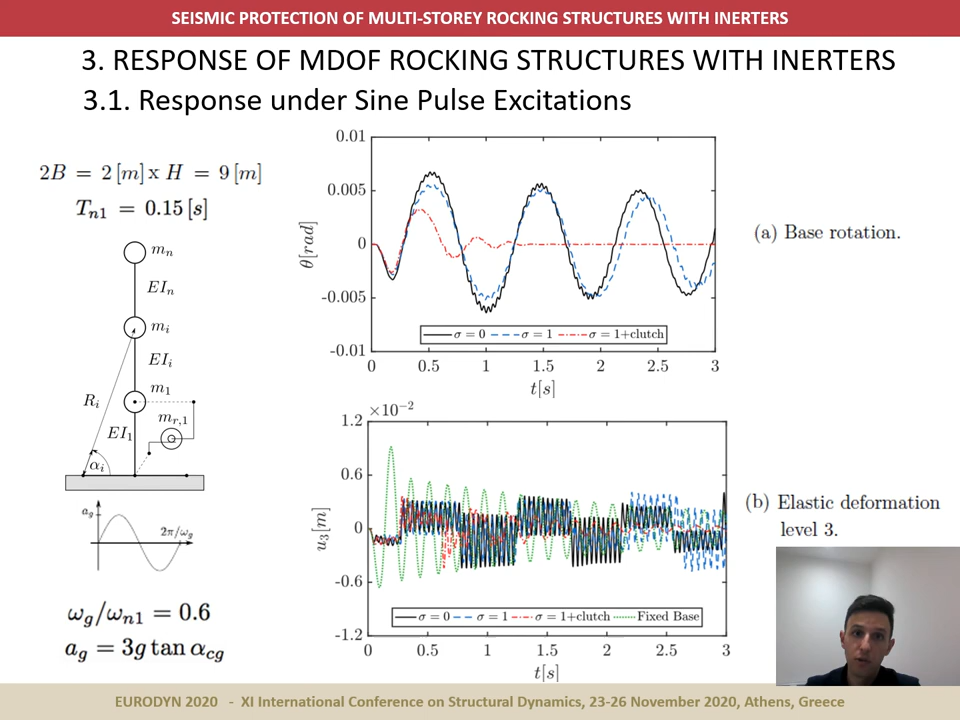 SEISMIC PROTECTION OF MULTI-STOREY ROCKING STRUCTURES WITH INERTERS
3. RESPONSE OF MDOF ROCKING STRUCTURES WITH INERTERS
3.1. Response under Sine Pulse Excitations
2B = 2 [m] x H = 9 [m]
T_n1 = 0.15 [s]
m_n
EI_n
m_i
EI_i
R_i
m_1
m_r,1
EI_1
α_i
a_g
2π/ω_g
ω_g/ω_n1 = 0.6
a_g = 3g tan α_cg
0.01
0.005
0
-0.005
-0.01
θ[rad]
σ = 0 σ = 1 σ = 1+clutch
0 0.5 1 1.5 2 2.5 3
t[s]
(a) Base rotation.
×10⁻²
1.2
0.6
0
-0.6
-1.2
u_3[m]
σ = 0 σ = 1 σ = 1+clutch Fixed Base
0 0.5 1 1.5 2 2.5 3
t[s]
(b) Elastic deformation
level 3.
EURODYN 2020 - XI International Conference on Structural Dynamics, 23-26 November 2020, Athens, Greece